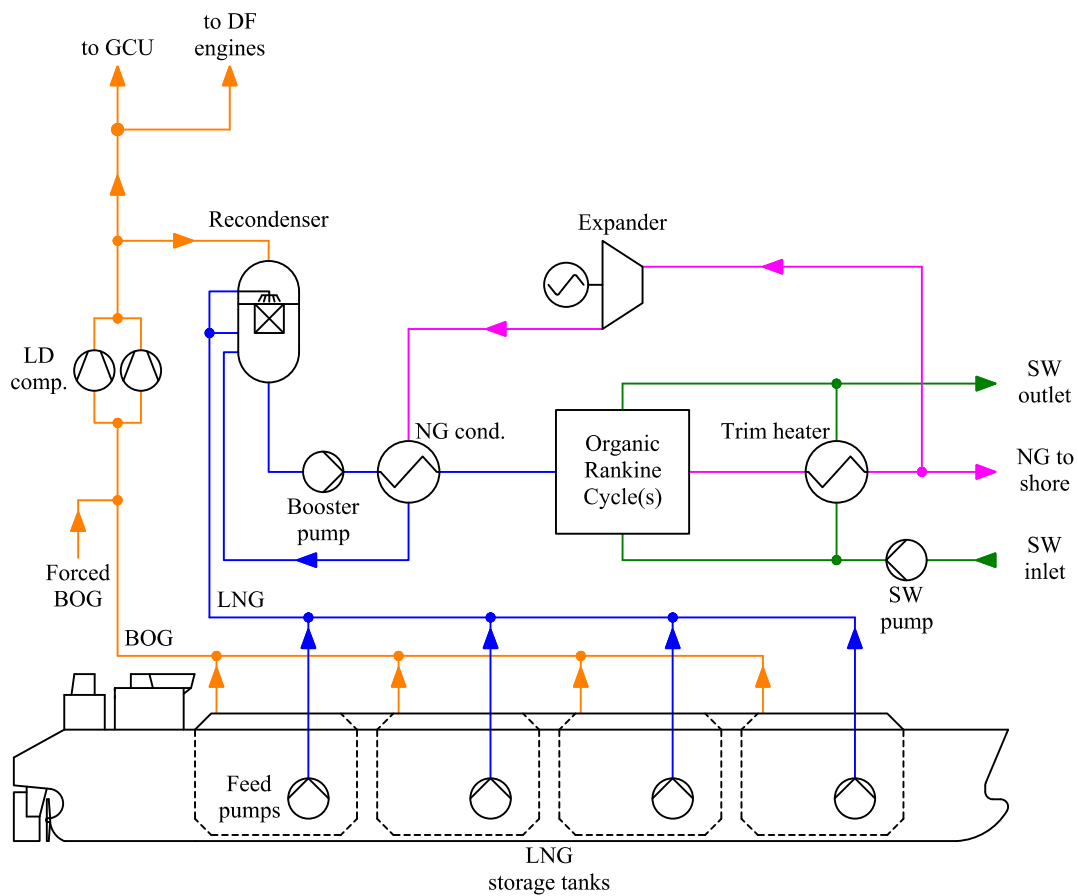 to GCU
to DF
engines
Recondenser
Expander
LD
comp.
NG cond.
Organic
Rankine
Cycle(s)
Trim heater
SW
outlet
NG to
shore
Booster
pump
SW
inlet
Forced
BOG
LNG
SW
pump
BOG
Feed
pumps
LNG
storage tanks